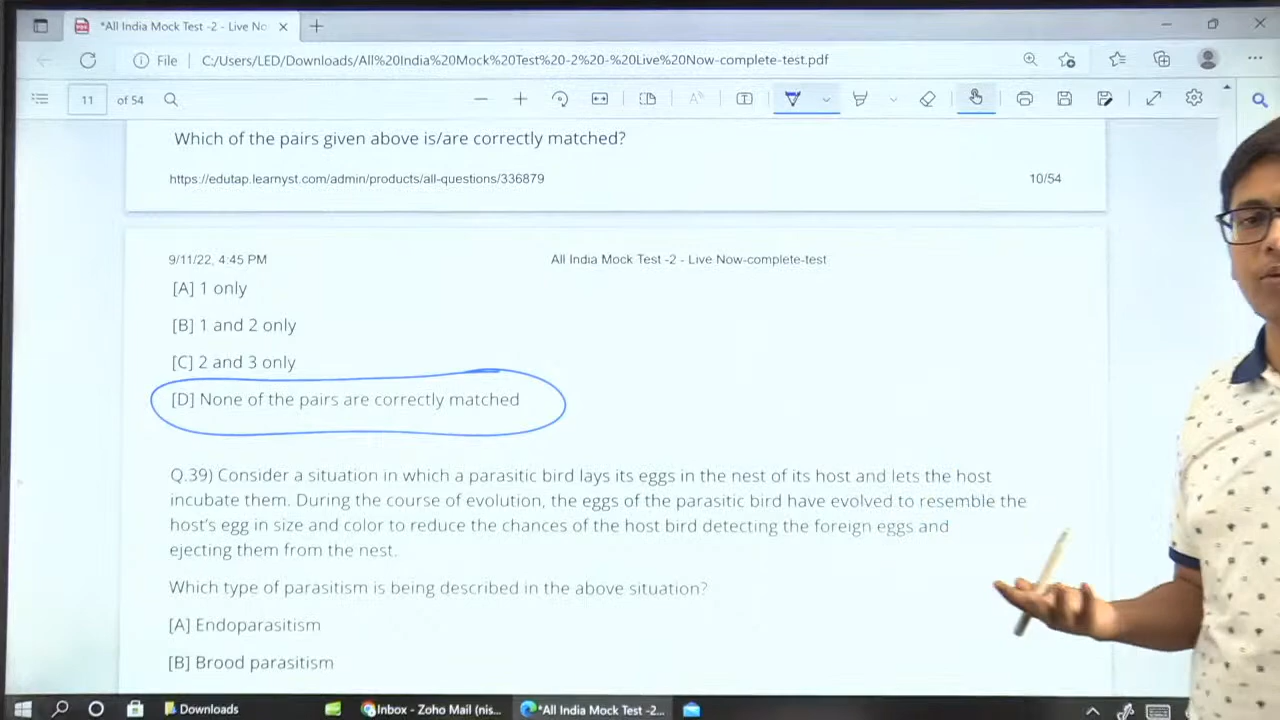 *All India Mock Test -2 - Live No
File
C:/Users/LED/Downloads/All%20India%20Mock%20Test%20-2%20-%20Live%20Now-complete-test.pdf
11 of 54
Which of the pairs given above is/are correctly matched?
https://edutap.learnyst.com/admin/products/all-questions/336879 10/54
9/11/22, 4:45 PM All India Mock Test -2 - Live Now-complete-test
[A] 1 only
[B] 1 and 2 only
[C] 2 and 3 only
[D] None of the pairs are correctly matched
Q.39) Consider a situation in which a parasitic bird lays its eggs in the nest of its host and lets the host
incubate them. During the course of evolution, the eggs of the parasitic bird have evolved to resemble the
host's egg in size and color to reduce the chances of the host bird detecting the foreign eggs and
ejecting them from the nest.
Which type of parasitism is being described in the above situation?
[A] Endoparasitism
[B] Brood parasitism
Downloads Inbox - Zoho Mail (nis... *All India Mock Test -2...